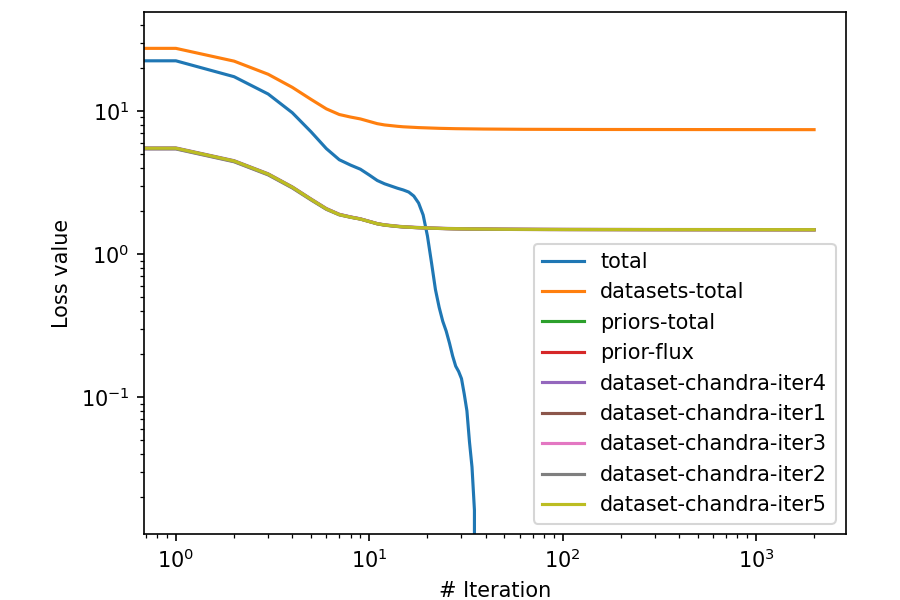 10¹
10⁰
10⁻¹
Loss value
total
datasets-total
priors-total
prior-flux
dataset-chandra-iter4
dataset-chandra-iter1
dataset-chandra-iter3
dataset-chandra-iter2
dataset-chandra-iter5
10⁰ 10¹ 10² 10³
# Iteration